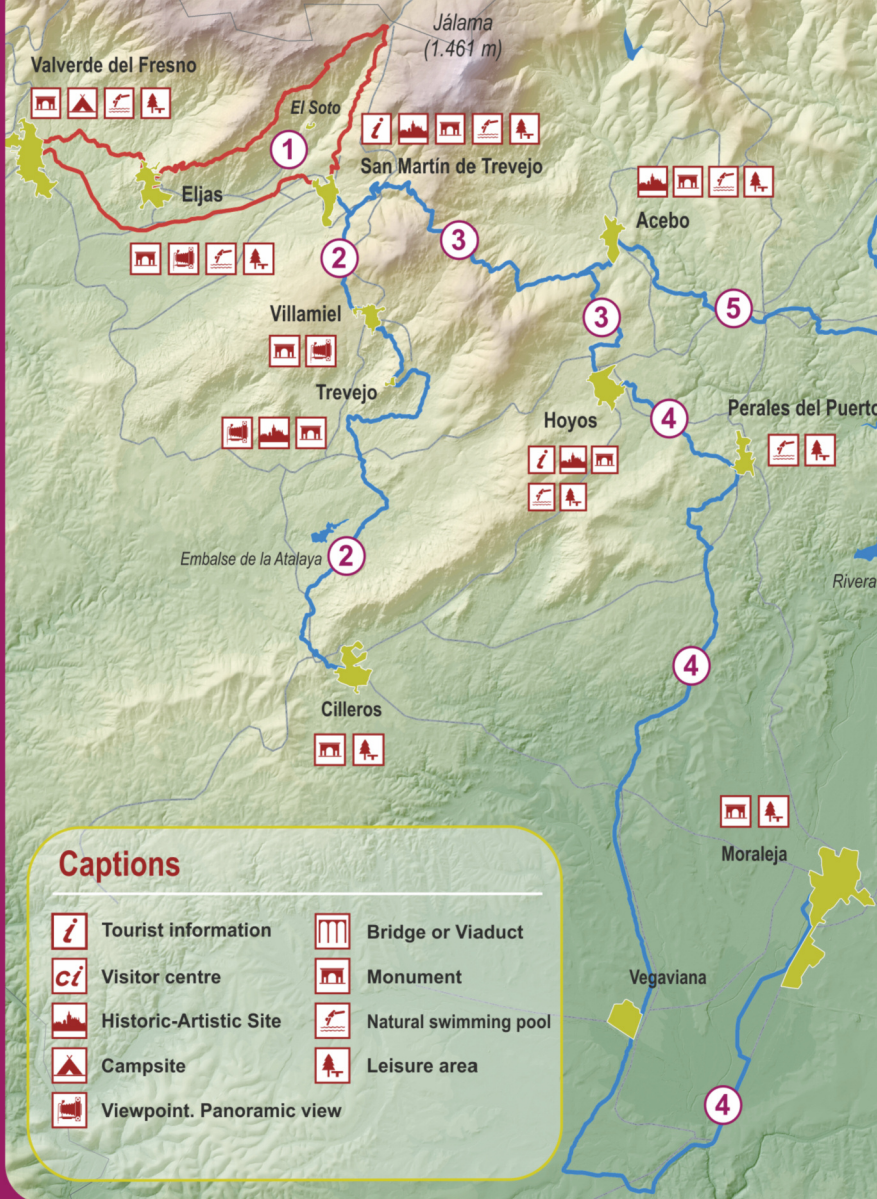 Jálama
(1.461 m)
Valverde del Fresno
El Soto
i
1
San Martín de Trevejo
Eljas
Acebo
3
2
5
Villamiel
3
Trevejo
Hoyos
4
Perales del Puerto
i
Embalse de la Atalaya
2
Rivera
4
Cilleros
Moraleja
Vegaviana
4
Captions
i Tourist information
ci Visitor centre
Historic-Artistic Site
Campsite
Viewpoint. Panoramic view
Bridge or Viaduct
Monument
Natural swimming pool
Leisure area